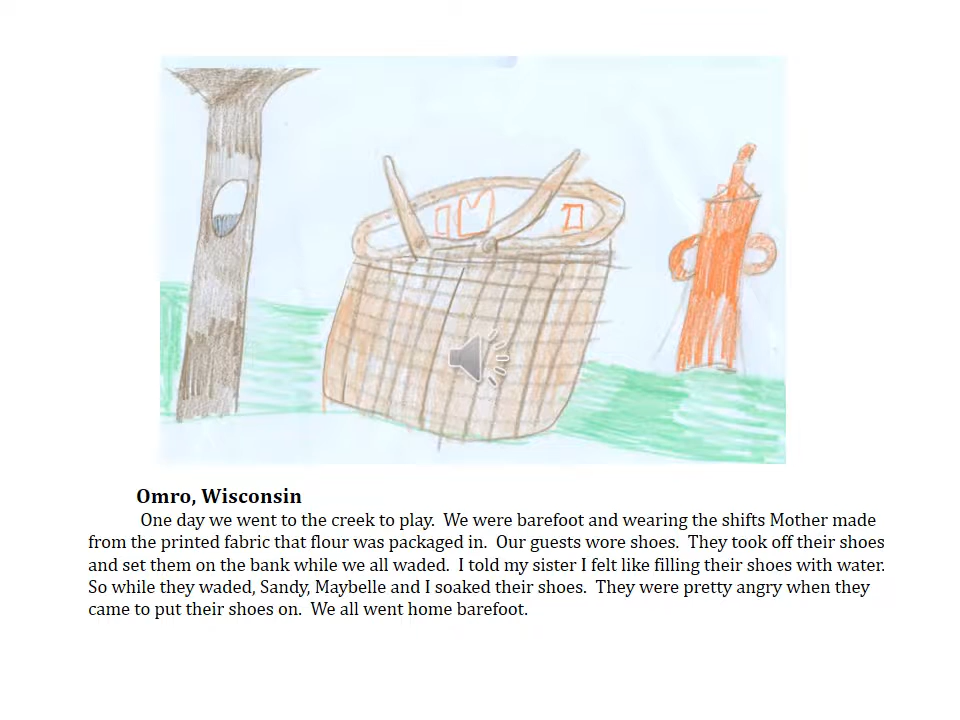 Omro, Wisconsin
One day we went to the creek to play.  We were barefoot and wearing the shifts Mother made
from the printed fabric that flour was packaged in.  Our guests wore shoes.  They took off their shoes
and set them on the bank while we all waded.  I told my sister I felt like filling their shoes with water.
So while they waded, Sandy, Maybelle and I soaked their shoes.  They were pretty angry when they
came to put their shoes on.  We all went home barefoot.